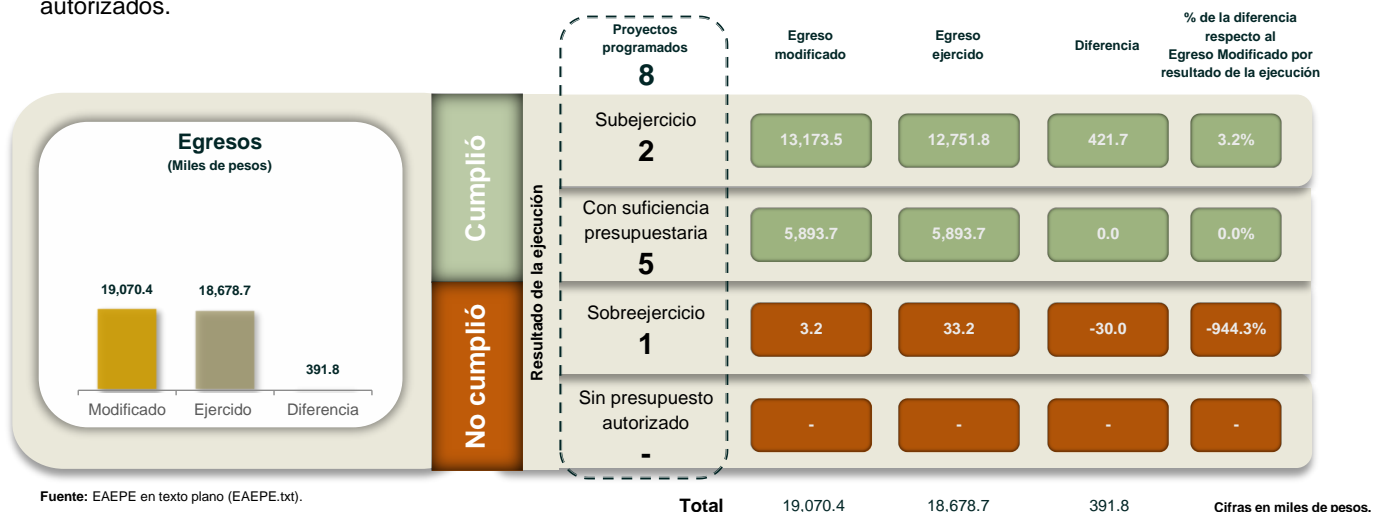 autorizados.
Proyectos
programados
8
Egreso
modificado
Egreso
ejercido
Diferencia
% de la diferencia
respecto al
Egreso Modificado por
resultado de la ejecución
Egresos
(Miles de pesos)
19,070.4
18,678.7
391.8
Modificado
Ejercido
Diferencia
Cumplió
No cumplió
Resultado de la ejecución
Subejercicio
2
13,173.5
12,751.8
421.7
3.2%
Con suficiencia
presupuestaria
5
5,893.7
5,893.7
0.0
0.0%
Sobreejercicio
1
3.2
33.2
-30.0
-944.3%
Sin presupuesto
autorizado
-
-
-
-
-
Fuente: EAEPE en texto plano (EAEPE.txt).
Total
19,070.4
18,678.7
391.8
Cifras en miles de pesos.